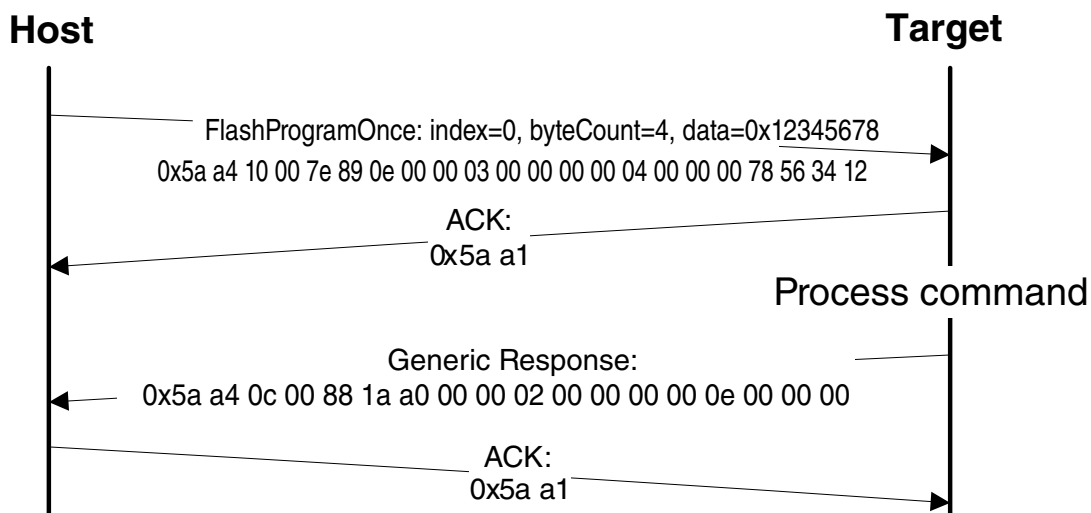 Host
Target
FlashProgramOnce: index=0, byteCount=4, data=0x12345678
0x5a a4 10 00 7e 89 0e 00 00 03 00 00 00 00 04 00 00 00 78 56 34 12
ACK:
0x5a a1
Process command
Generic Response:
0x5a a4 0c 00 88 1a a0 00 00 02 00 00 00 00 0e 00 00 00
ACK:
0x5a a1